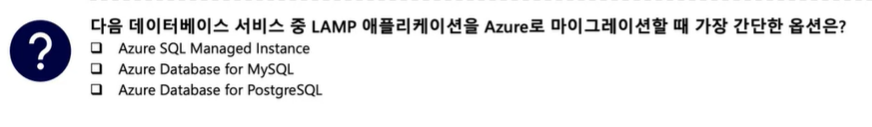 다음 데이터베이스 서비스 중 LAMP 애플리케이션을 Azure로 마이그레이션할 때 가장 간단한 옵션은?
❑ Azure SQL Managed Instance
❑ Azure Database for MySQL
❑ Azure Database for PostgreSQL